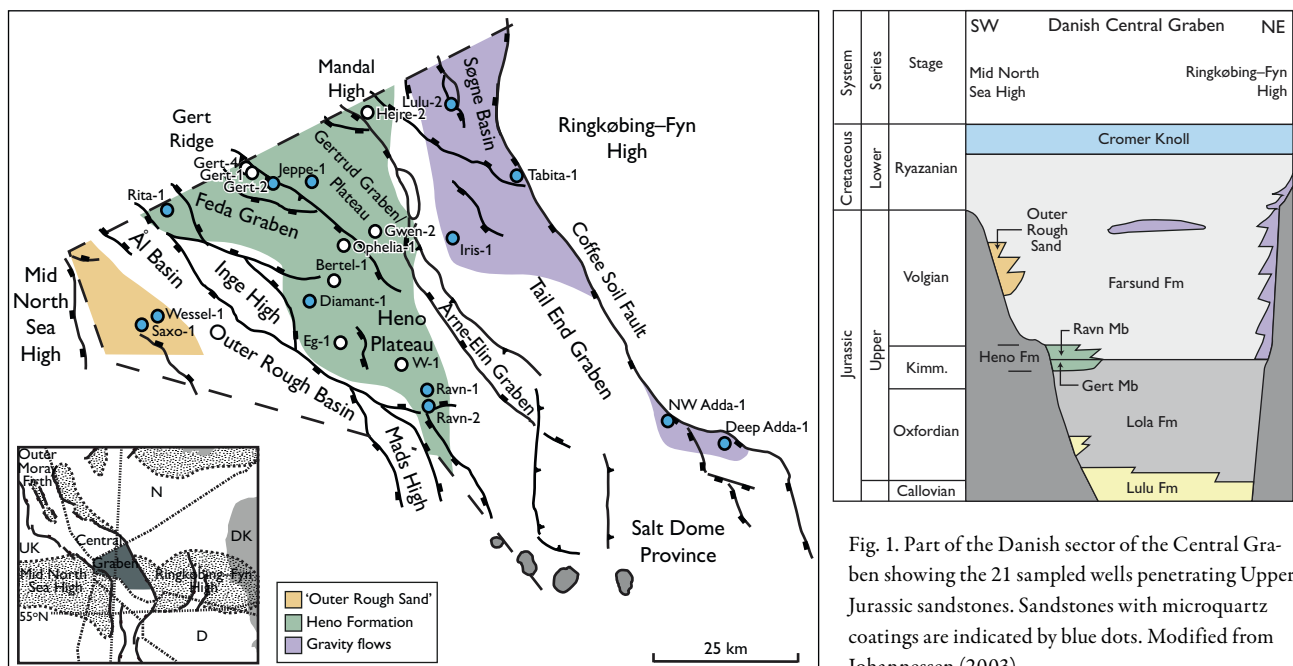 Mandal
High
Søgne Basin
Lulu-2
Hejre-2
Ringkøbing–Fyn
High
Gert
Ridge
Gert-4
Gert-1
Gert-2
Jeppe-1
Gertrud Graben/
Plateau
Tabita-1
Rita-1
Feda Graben
Gwen-2
Ophelia-1
Iris-1
Coffee Soil Fault
Ål Basin
Inge High
Bertel-1
Mid
North
Sea
High
Diamant-1
Heno
Plateau
Arne-Elin Graben
Tail End Graben
Wessel-1
Saxo-1
Outer Rough Basin
Eg-1
W-1
Ravn-1
Ravn-2
Mads High
NW Adda-1
Deep Adda-1
Salt Dome
Province
Outer
Moray
Firth
N
UK
Central
Graben
DK
Mid North
Sea High
Ringkøbing–Fyn
High
55ºN
D
'Outer Rough Sand'
Heno Formation
Gravity flows
25 km
System
Series
Stage
SW
Danish Central Graben
NE
Mid North
Sea High
Ringkøbing–Fyn
High
Cretaceous
Lower
Ryazanian
Cromer Knoll
Jurassic
Upper
Volgian
Outer
Rough
Sand
Farsund Fm
Kimm.
Heno Fm
Ravn Mb
Gert Mb
Oxfordian
Lola Fm
Callovian
Lulu Fm
Fig. 1. Part of the Danish sector of the Central Gra-
ben showing the 21 sampled wells penetrating Upper
Jurassic sandstones. Sandstones with microquartz
coatings are indicated by blue dots. Modified from
Johannessen (2003)